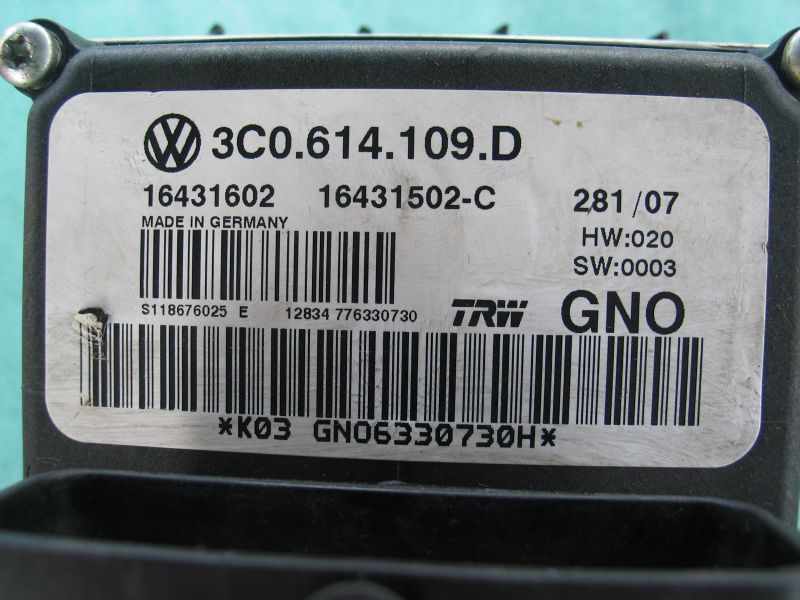 3C0.614.109.D
16431602 16431502-C 281/07
MADE IN GERMANY HW:020
SW:0003
S118676025 E 12834 776330730 TRW GNO
*K03 GNO6330730H*